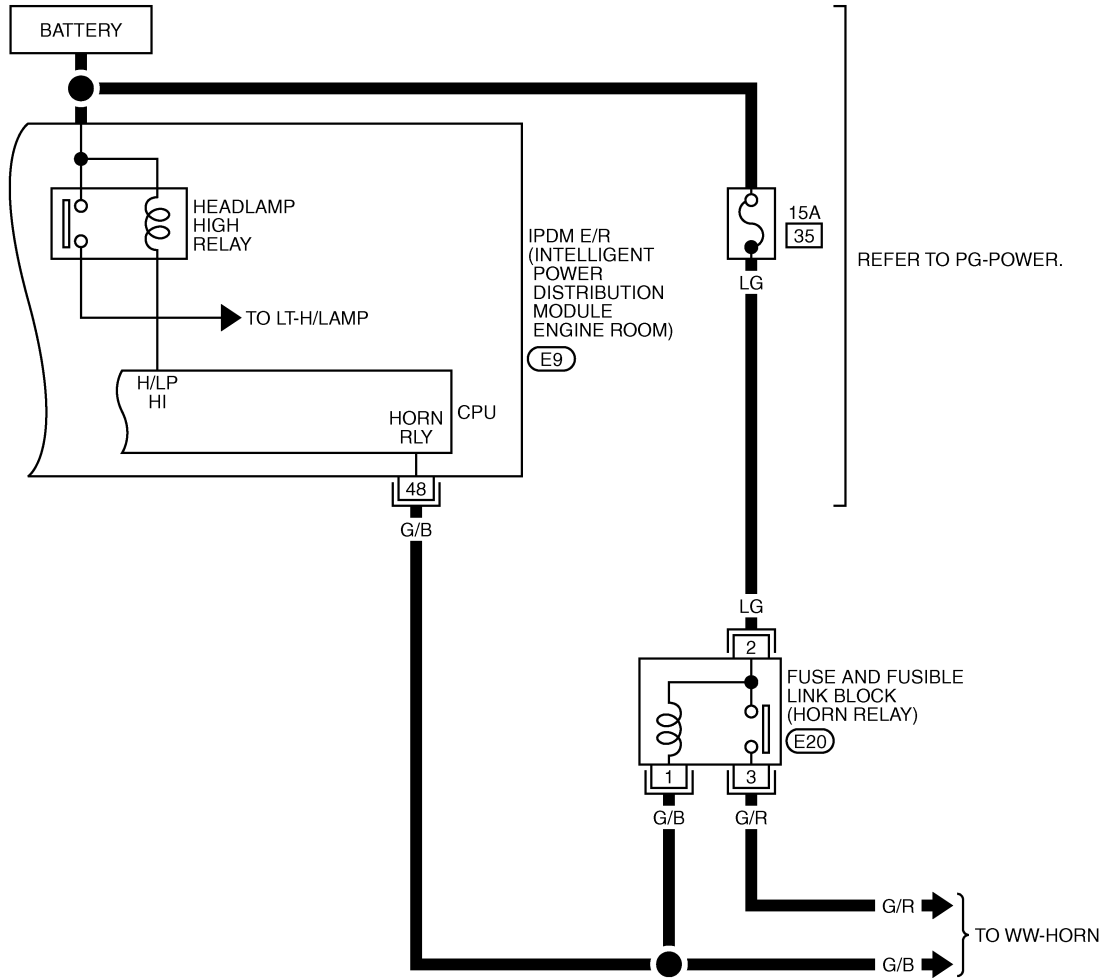 BATTERY
HEADLAMP
HIGH
RELAY
15A
35
LG
IPDM E/R
(INTELLIGENT
POWER
DISTRIBUTION
MODULE
ENGINE ROOM)
E9
REFER TO PG-POWER.
TO LT-H/LAMP
H/LP
HI
HORN
RLY
CPU
48
G/B
LG
2
FUSE AND FUSIBLE
LINK BLOCK
(HORN RELAY)
E20
1
3
G/B
G/R
G/R
TO WW-HORN
G/B